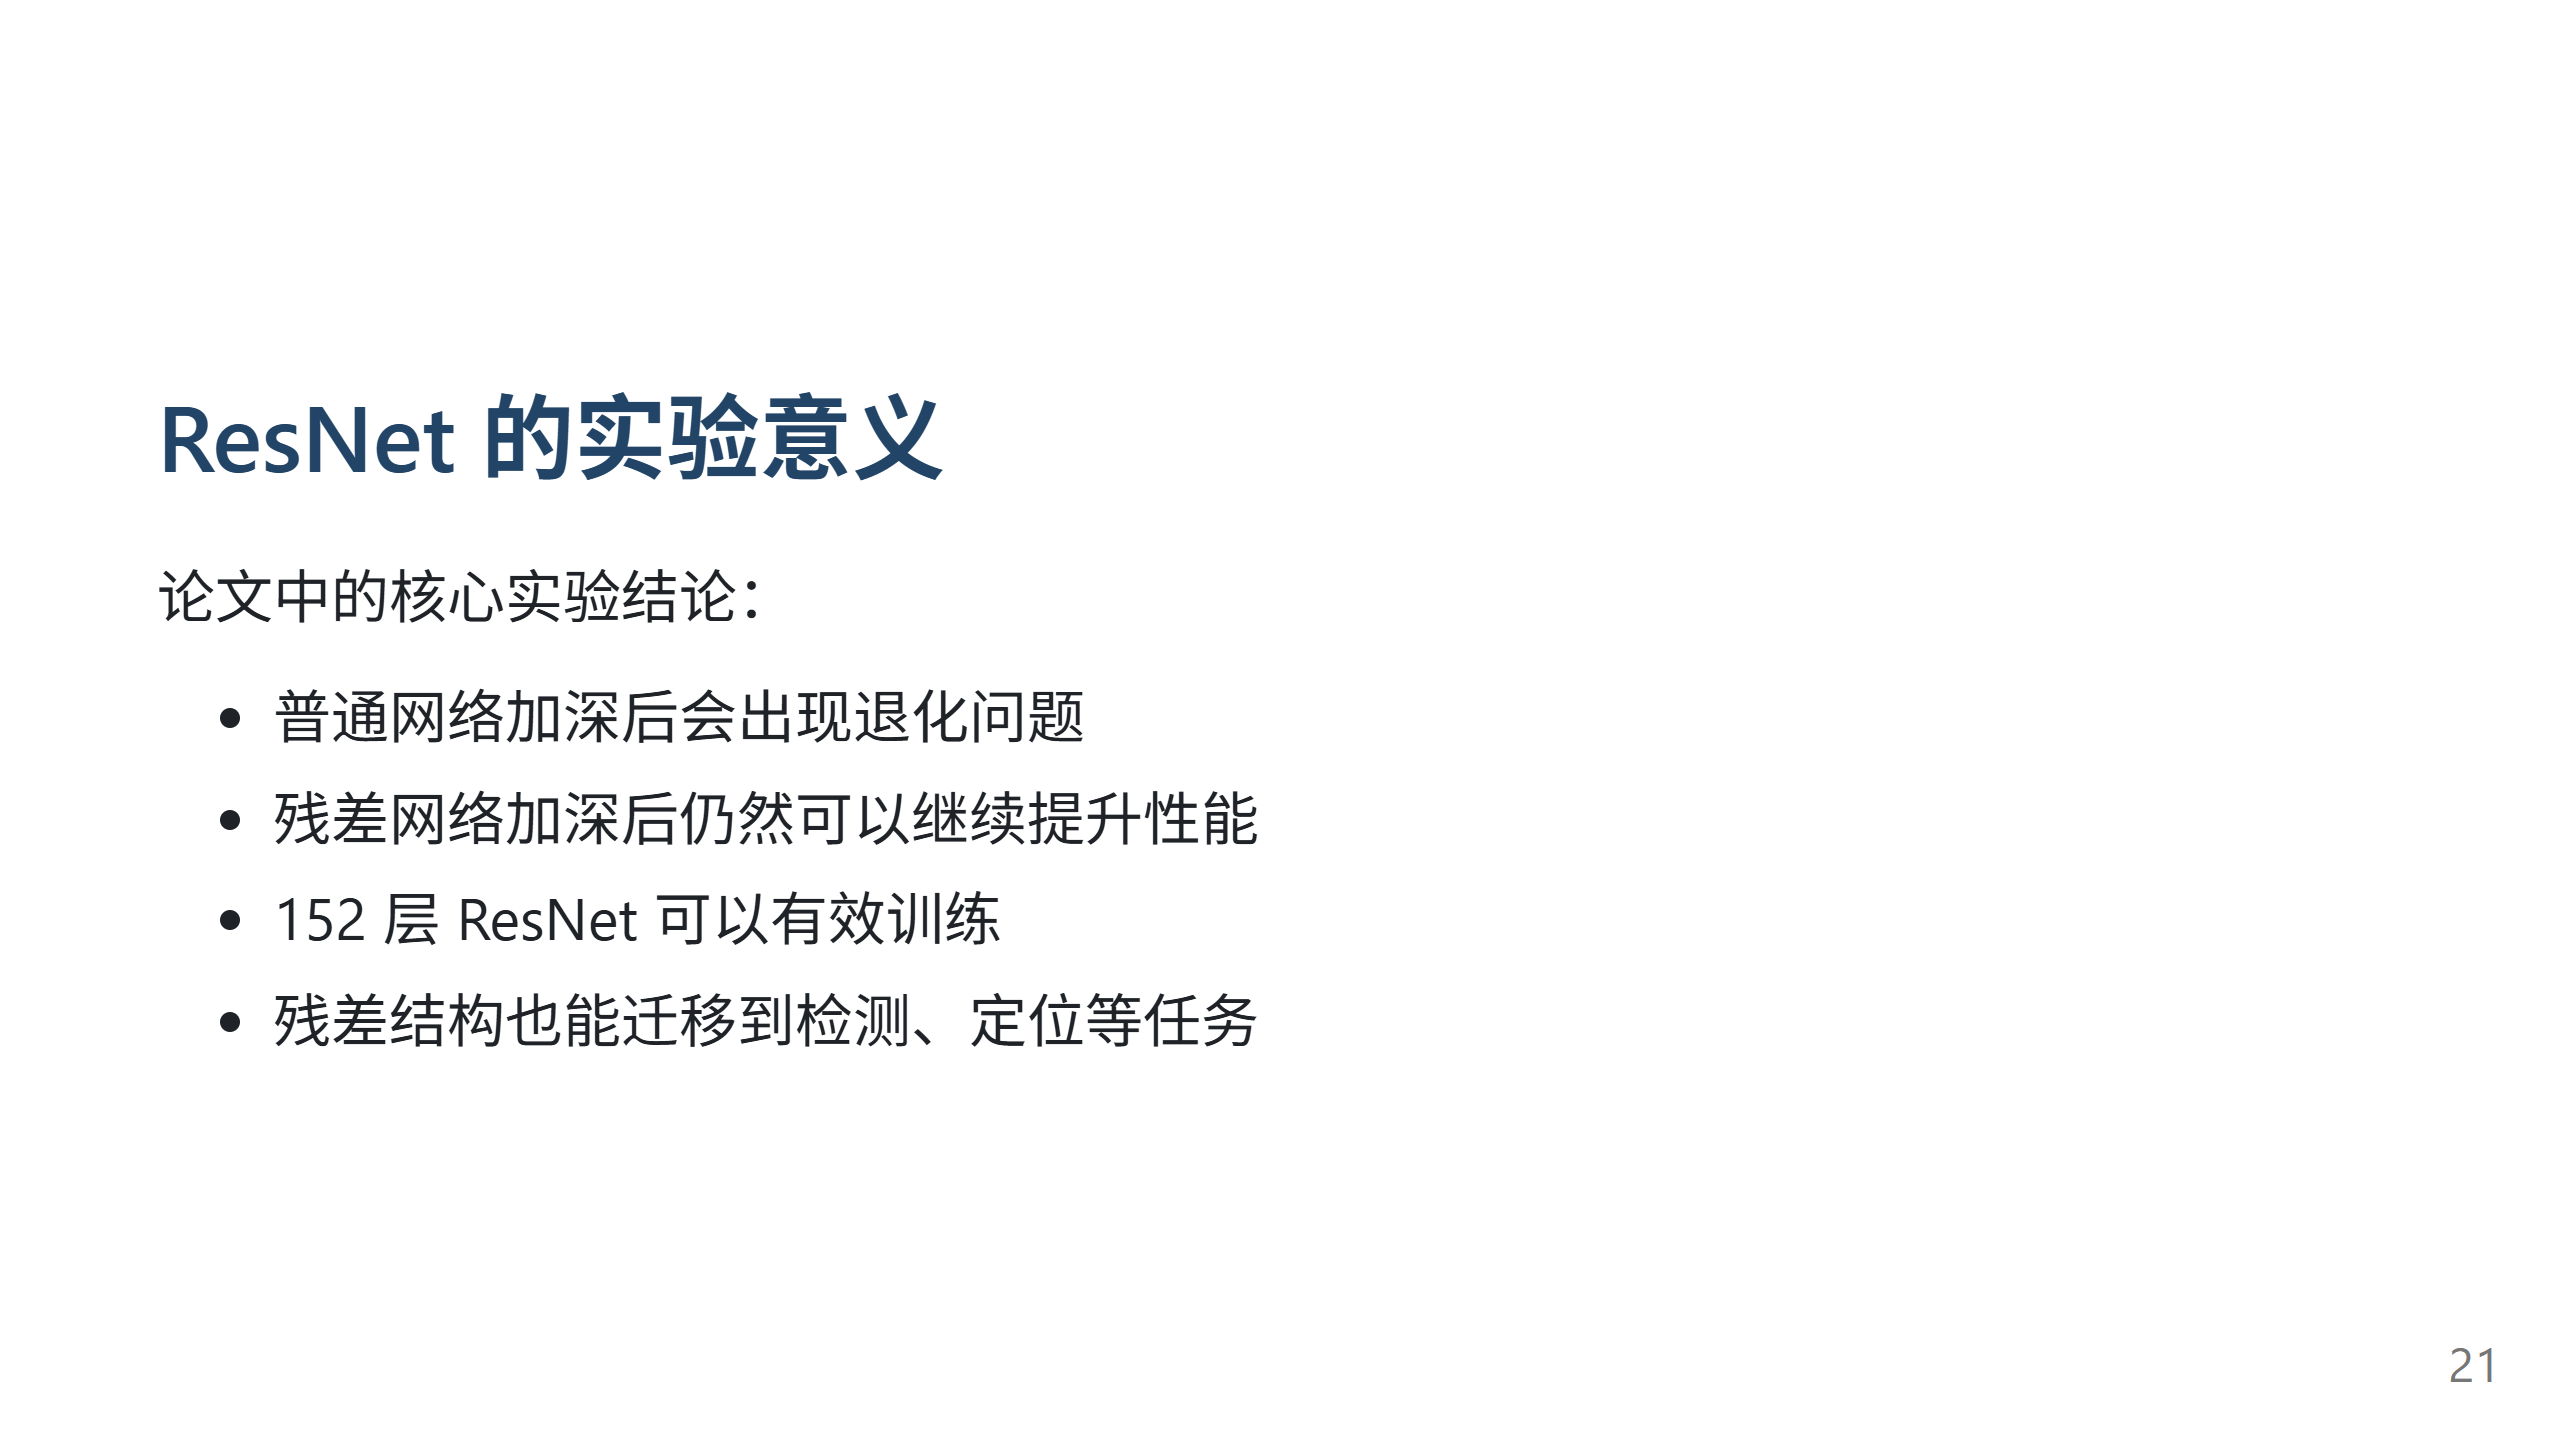 ResNet 的实验意义
论文中的核心实验结论：
• 普通网络加深后会出现退化问题
• 残差网络加深后仍然可以继续提升性能
• 152 层 ResNet 可以有效训练
• 残差结构也能迁移到检测、定位等任务
21